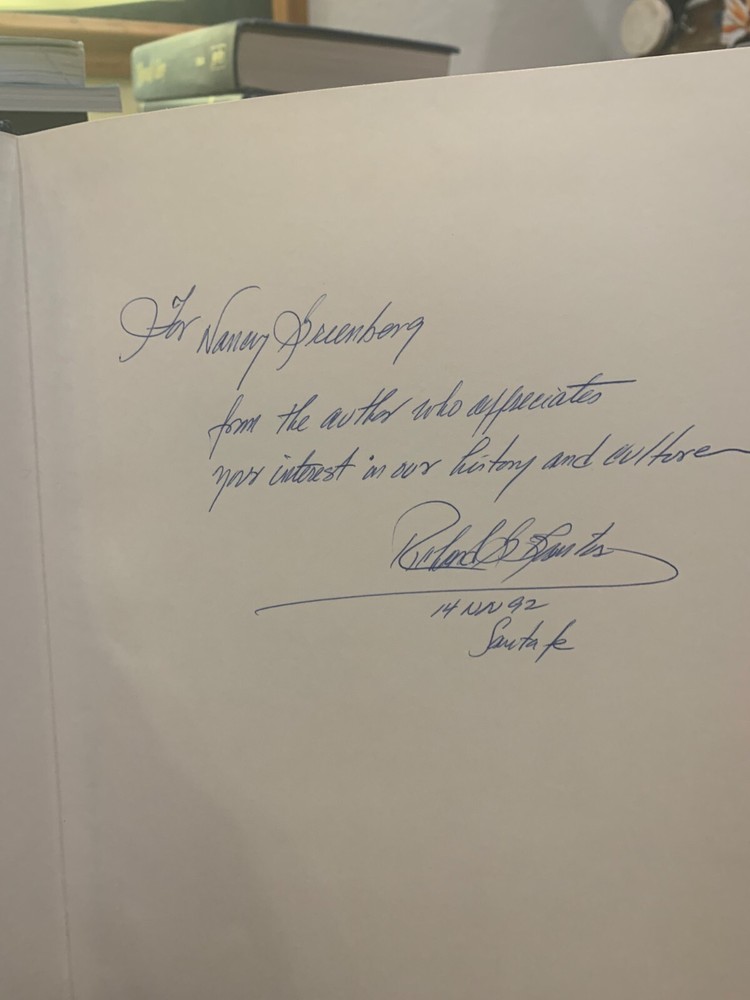 For Nancy Greenberg
from the author who appreciates
your interest in our history and culture
14 Nov 92
Santa Fe